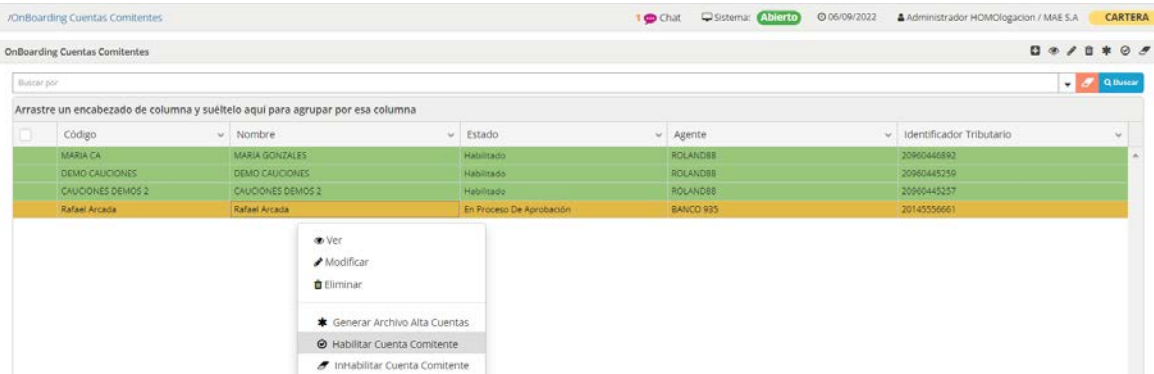 /OnBoarding Cuentas Comitentes 1 Chat Sistema: Abierto 06/09/2022 Administrador HOMOlogacion / MAE S.A CARTERA
OnBoarding Cuentas Comitentes
Buscar por Buscar
Arrastre un encabezado de columna y suéltelo aquí para agrupar por esa columna
Código Nombre Estado Agente Identificador Tributario
MARIA CA MARIA GONZALES Habilitado ROLAND88 20960446892
DEMO CAUCIONES DEMO CAUCIONES Habilitado ROLAND88 20960445259
CAUCIONES DEMOS 2 CAUCIONES DEMOS 2 Habilitado ROLAND88 20960445257
Rafael Arcada Rafael Arcada En Proceso De Aprobación BANCO 935 20145556661
Ver
Modificar
Eliminar
Generar Archivo Alta Cuentas
Habilitar Cuenta Comitente
InHabilitar Cuenta Comitente